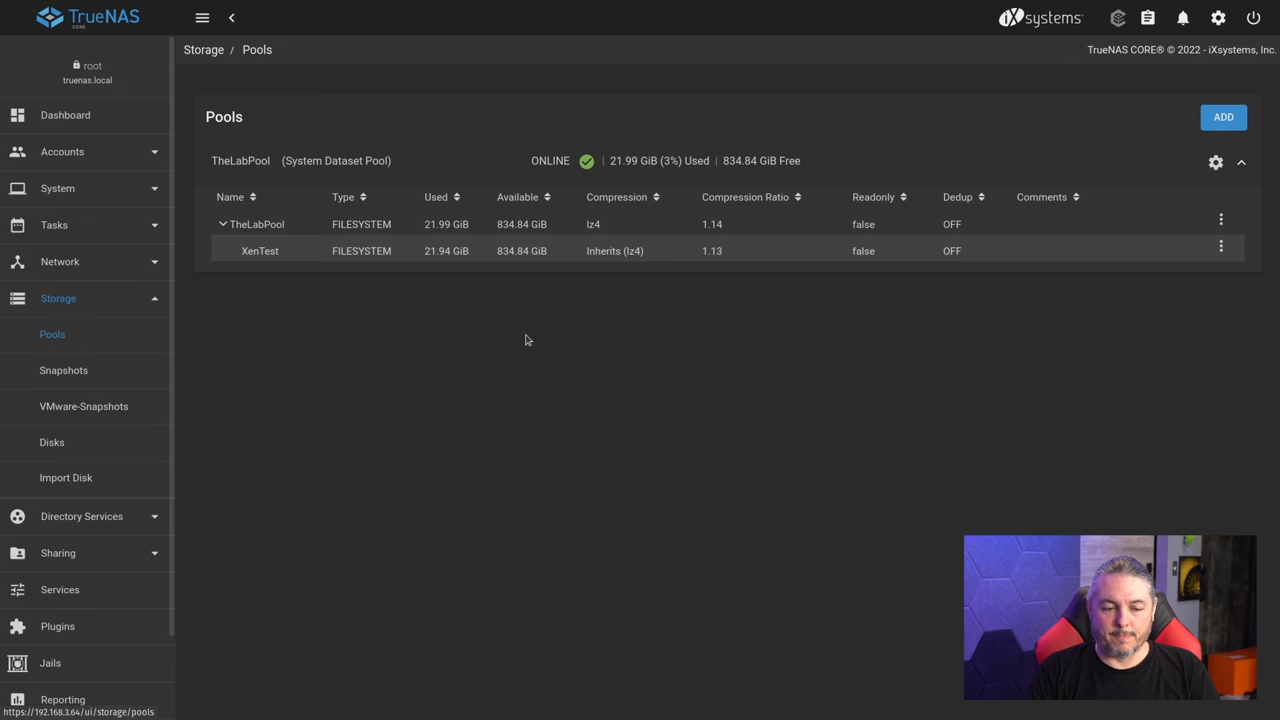 TrueNAS
CORE
iXsystems
root
truenas.local
Storage / Pools
TrueNAS CORE® © 2022 - iXsystems, Inc.
Dashboard
Accounts
System
Tasks
Network
Storage
Pools
Snapshots
VMware-Snapshots
Disks
Import Disk
Directory Services
Sharing
Services
Plugins
Jails
Reporting
https://192.168.3.64/ui/storage/pools
Pools
ADD
TheLabPool (System Dataset Pool) ONLINE | 21.99 GiB (3%) Used | 834.84 GiB Free
Name Type Used Available Compression Compression Ratio Readonly Dedup Comments
TheLabPool FILESYSTEM 21.99 GiB 834.84 GiB lz4 1.14 false OFF
XenTest FILESYSTEM 21.94 GiB 834.84 GiB Inherits (lz4) 1.13 false OFF